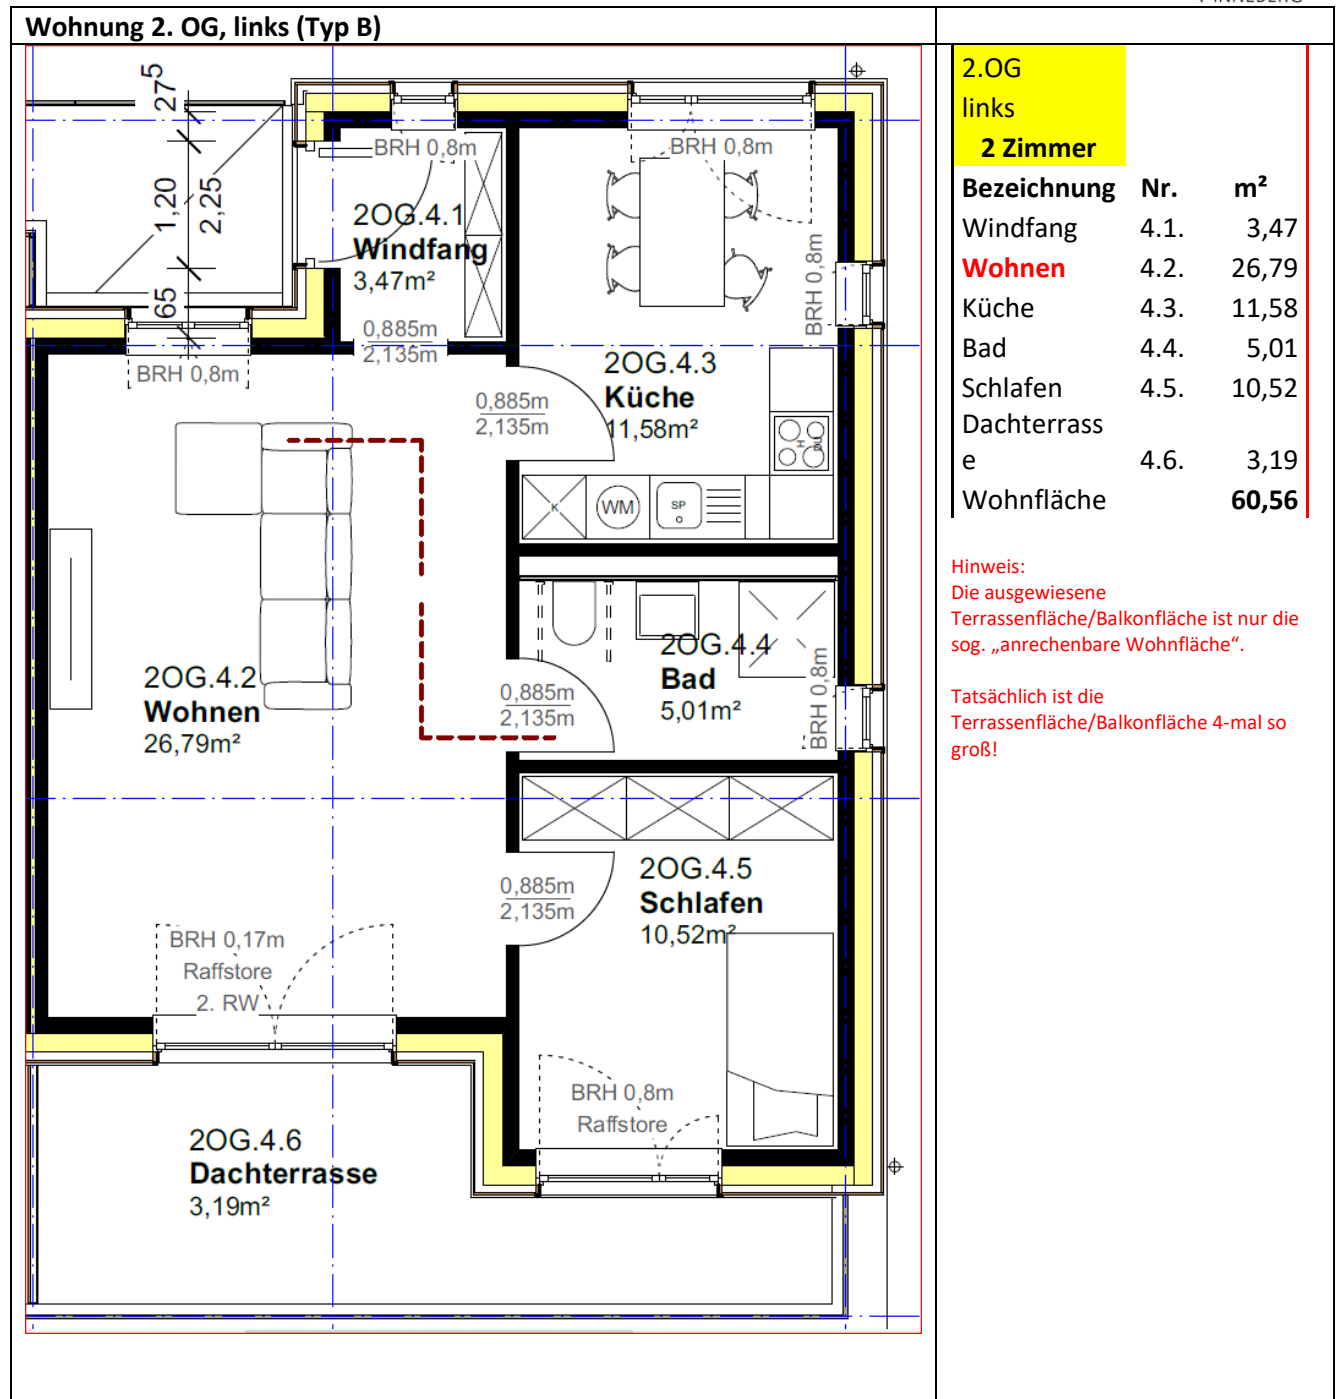 Wohnung 2. OG, links (Typ B)
27⁵
1,20
2,25
65
BRH 0,8m
BRH 0,8m
2OG.4.1
Windfang
3,47m²
0,885m
2,135m
BRH 0,8m
BRH 0,8m
2OG.4.3
Küche
11,58m²
0,885m
2,135m
H
DU
K
WM
SP
2OG.4.4
Bad
5,01m²
BRH 0,8m
0,885m
2,135m
2OG.4.2
Wohnen
26,79m²
0,885m
2,135m
2OG.4.5
Schlafen
10,52m²
BRH 0,17m
Raffstore
2. RW
BRH 0,8m
Raffstore
2OG.4.6
Dachterrasse
3,19m²
2.OG
links
2 Zimmer
Bezeichnung Nr. m²
Windfang 4.1. 3,47
Wohnen 4.2. 26,79
Küche 4.3. 11,58
Bad 4.4. 5,01
Schlafen 4.5. 10,52
Dachterrass
e 4.6. 3,19
Wohnfläche 60,56
Hinweis:
Die ausgewiesene
Terrassenfläche/Balkonfläche ist nur die
sog. „anrechenbare Wohnfläche“.
Tatsächlich ist die
Terrassenfläche/Balkonfläche 4-mal so
groß!